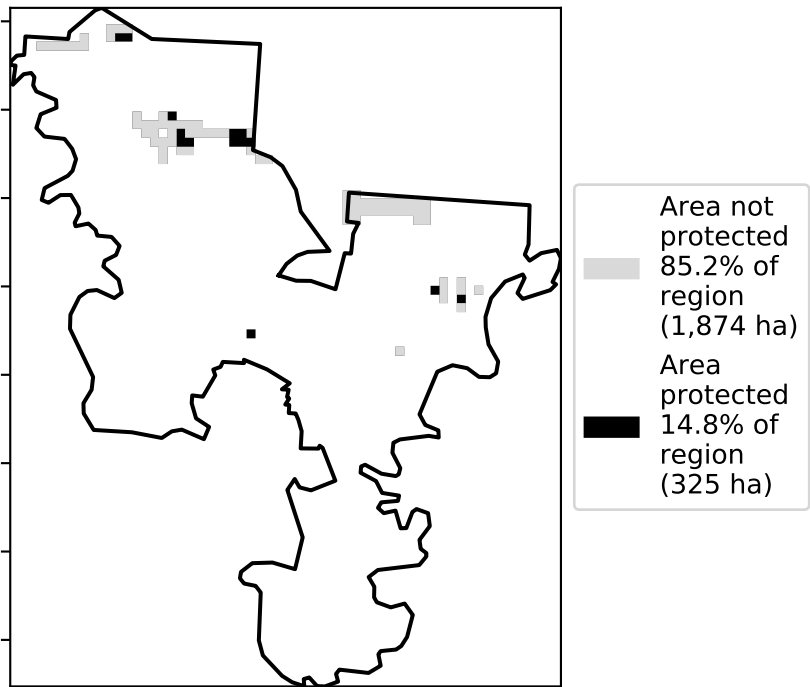 Area not
protected
85.2% of
region
(1,874 ha)
Area
protected
14.8% of
region
(325 ha)